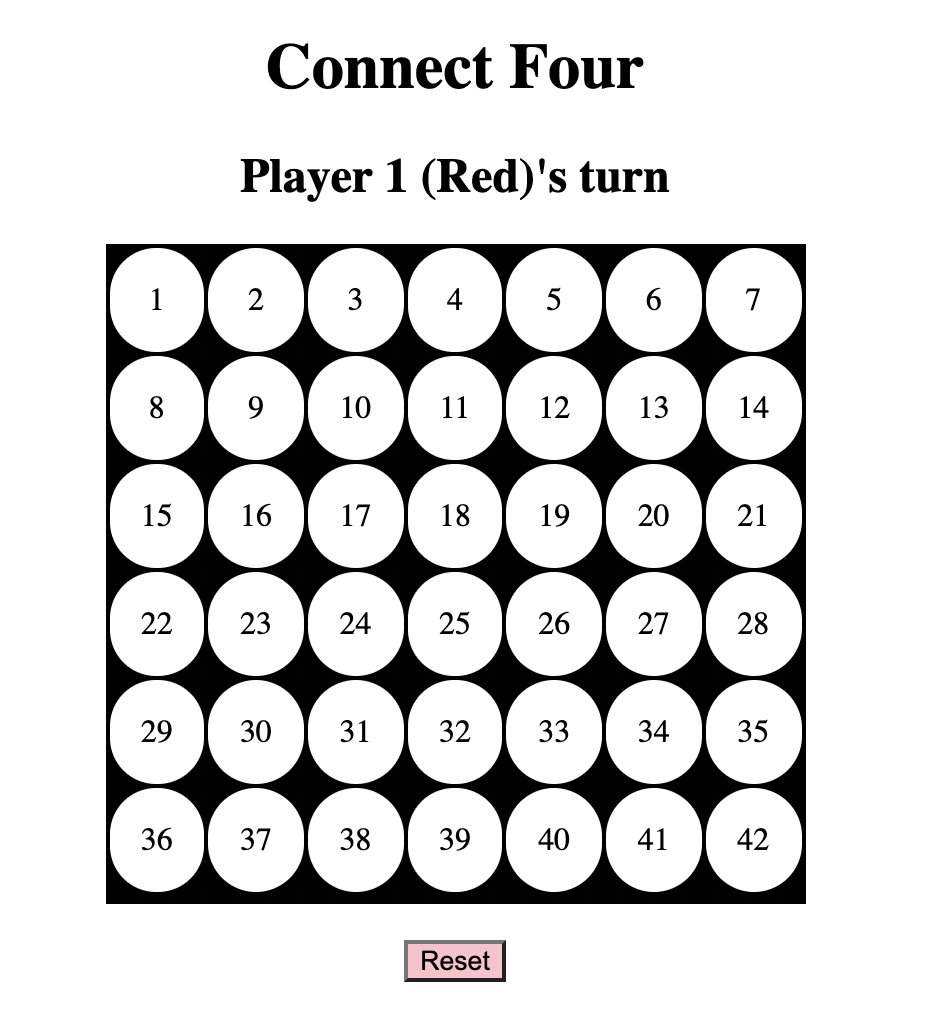 Connect Four
Player 1 (Red)'s turn
1 2 3 4 5 6 7
8 9 10 11 12 13 14
15 16 17 18 19 20 21
22 23 24 25 26 27 28
29 30 31 32 33 34 35
36 37 38 39 40 41 42
Reset